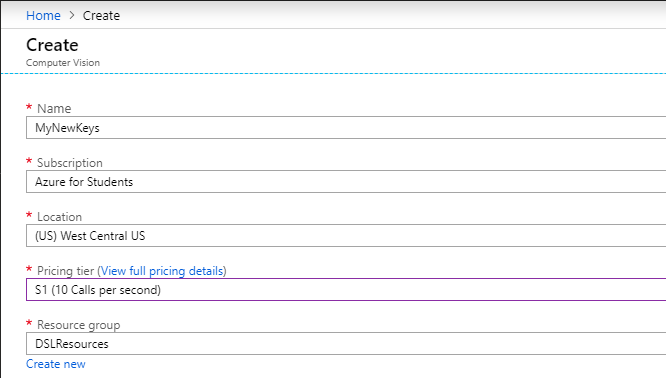 Home > Create
Create
Computer Vision
* Name
MyNewKeys
* Subscription
Azure for Students
* Location
(US) West Central US
* Pricing tier (View full pricing details)
S1 (10 Calls per second)
* Resource group
DSLResources
Create new